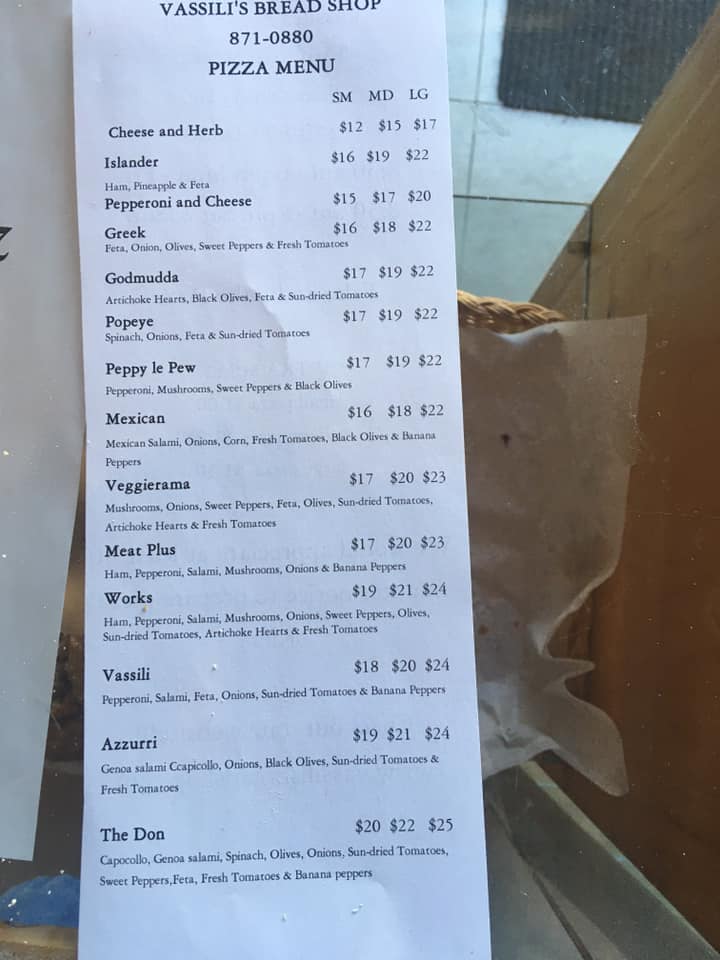 VASSILI'S BREAD SHOP
871-0880
PIZZA MENU
SM MD LG
Cheese and Herb $12 $15 $17
Islander $16 $19 $22
Ham, Pineapple & Feta
Pepperoni and Cheese $15 $17 $20
Greek $16 $18 $22
Feta, Onion, Olives, Sweet Peppers & Fresh Tomatoes
Godmudda $17 $19 $22
Artichoke Hearts, Black Olives, Feta & Sun-dried Tomatoes
Popeye $17 $19 $22
Spinach, Onions, Feta & Sun-dried Tomatoes
Peppy le Pew $17 $19 $22
Pepperoni, Mushrooms, Sweet Peppers & Black Olives
Mexican $16 $18 $22
Mexican Salami, Onions, Corn, Fresh Tomatoes, Black Olives & Banana
Peppers
Veggierama $17 $20 $23
Mushrooms, Onions, Sweet Peppers, Feta, Olives, Sun-dried Tomatoes,
Artichoke Hearts & Fresh Tomatoes
Meat Plus $17 $20 $23
Ham, Pepperoni, Salami, Mushrooms, Onions & Banana Peppers
Works $19 $21 $24
Ham, Pepperoni, Salami, Mushrooms, Onions, Sweet Peppers, Olives,
Sun-dried Tomatoes, Artichoke Hearts & Fresh Tomatoes
Vassili $18 $20 $24
Pepperoni, Salami, Feta, Onions, Sun-dried Tomatoes & Banana Peppers
Azzurri $19 $21 $24
Genoa salami Ccapicollo, Onions, Black Olives, Sun-dried Tomatoes &
Fresh Tomatoes
The Don $20 $22 $25
Capocollo, Genoa salami, Spinach, Olives, Onions, Sun-dried Tomatoes,
Sweet Peppers,Feta, Fresh Tomatoes & Banana peppers